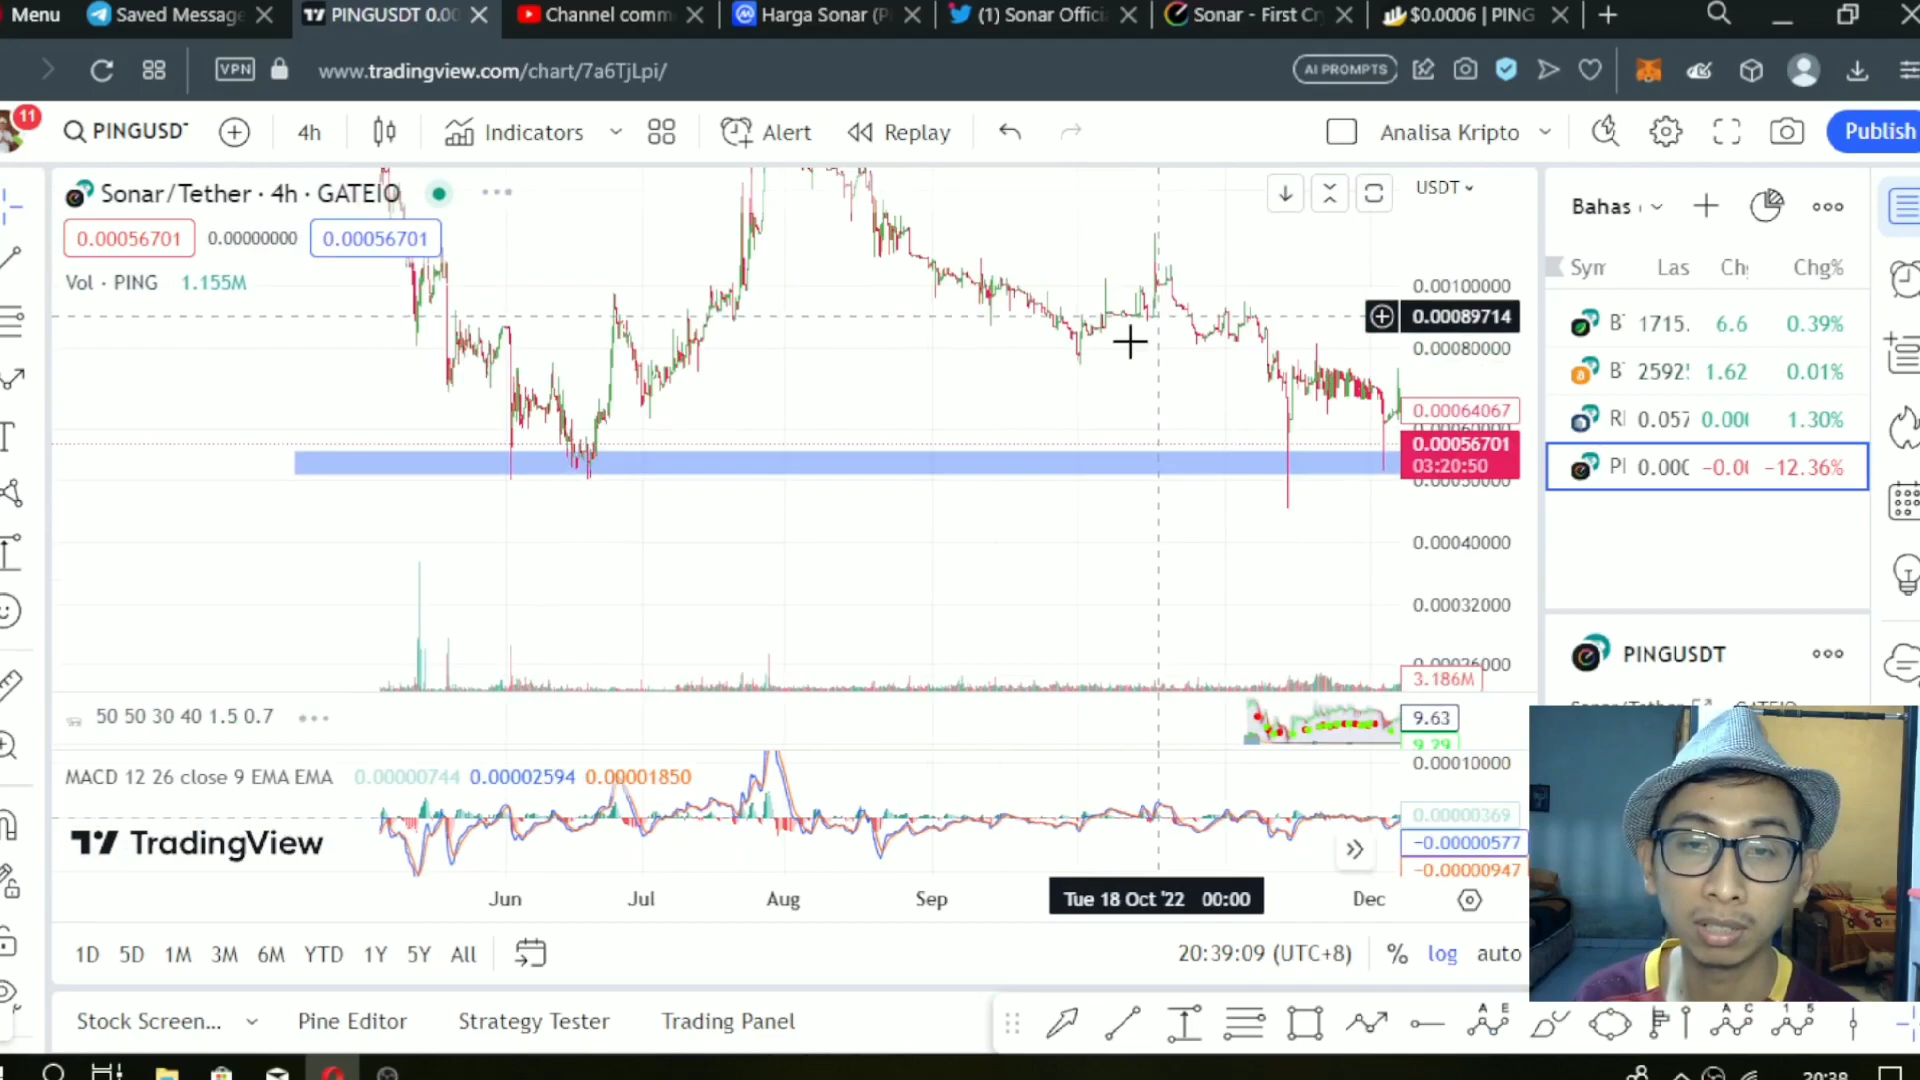 Menu
Saved Message
PINGUSDT 0.00
Channel comm
Harga Sonar (P
(1) Sonar Offici
Sonar - First Cr
$0.0006 | PING
VPN
www.tradingview.com/chart/7a6TjLpi/
AI PROMPTS
11
PINGUSDT
4h
Indicators
Alert
Replay
Analisa Kripto
Publish
Sonar/Tether · 4h · GATEIO
USDT
0.00056701
0.00000000
0.00056701
Vol · PING 1.155M
0.00100000
0.00089714
0.00080000
0.00064067
0.00056701
03:20:50
0.00040000
0.00032000
0.00026000
3.186M
50 50 30 40 1.5 0.7
9.63
9.29
MACD 12 26 close 9 EMA EMA 0.00000744 0.00002594 0.00001850
0.00010000
0.00000369
−0.00000577
−0.00000947
TradingView
Jun
Jul
Aug
Sep
Tue 18 Oct '22 00:00
Dec
1D
5D
1M
3M
6M
YTD
1Y
5Y
All
20:39:09 (UTC+8)
%
log
auto
Bahas
Sym
Las
Chg
Chg%
1715.
6.6
0.39%
2592
1.62
0.01%
0.057
0.00
1.30%
0.000
−12.36%
PINGUSDT
Stock Screen...
Pine Editor
Strategy Tester
Trading Panel
20:38